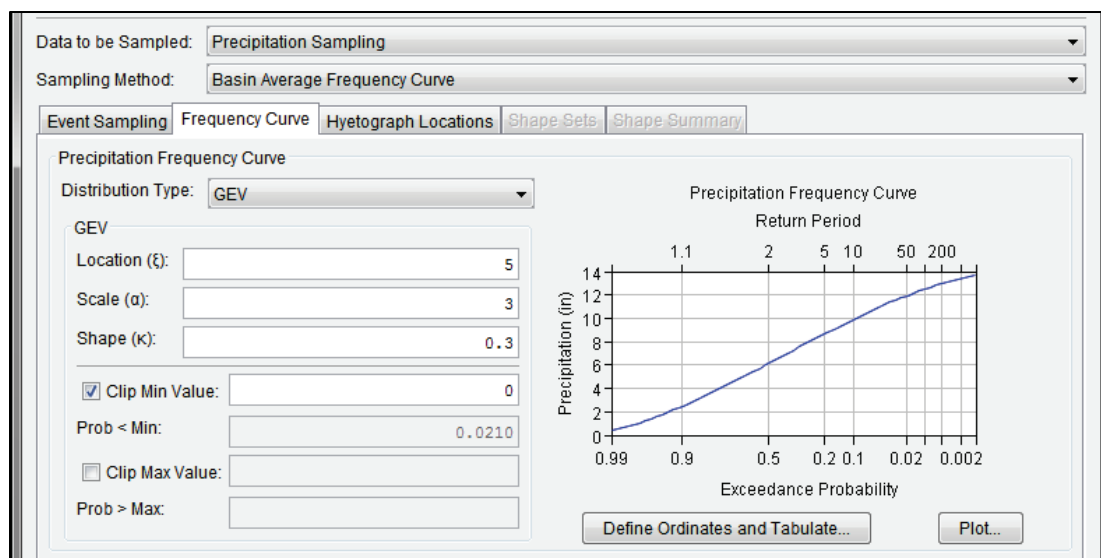 Data to be Sampled: Precipitation Sampling
Sampling Method: Basin Average Frequency Curve
Event Sampling Frequency Curve Hyetograph Locations Shape Sets Shape Summary
Precipitation Frequency Curve
Distribution Type: GEV
GEV
Location (ξ): 5
Scale (α): 3
Shape (κ): 0.3
Clip Min Value: 0
Prob < Min: 0.0210
Clip Max Value:
Prob > Max:
Precipitation Frequency Curve
Return Period
1.1 2 5 10 50 200
14
12
10
8
6
4
2
0
Precipitation (in)
0.99 0.9 0.5 0.2 0.1 0.02 0.002
Exceedance Probability
Define Ordinates and Tabulate... Plot...